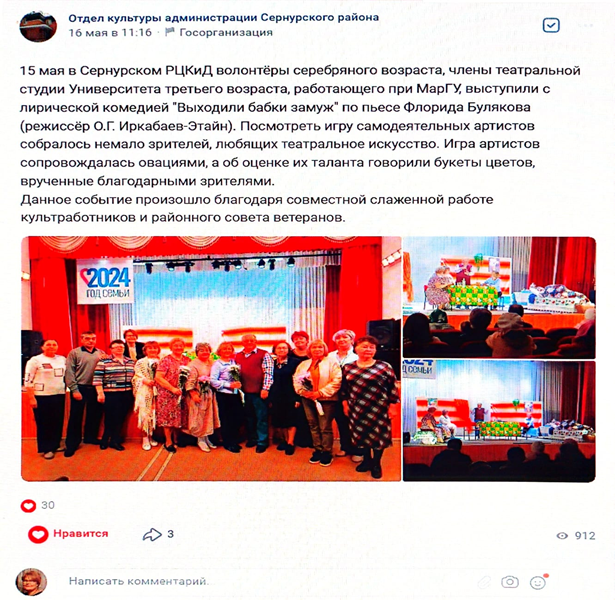 Отдел культуры администрации Сернурского района
16 мая в 11:16 · Госорганизация
15 мая в Сернурском РЦКиД волонтёры серебряного возраста, члены театральной
студии Университета третьего возраста, работающего при МарГУ, выступили с
лирической комедией "Выходили бабки замуж" по пьесе Флорида Булякова
(режиссёр О.Г. Иркабаев-Этайн). Посмотреть игру самодеятельных артистов
собралось немало зрителей, любящих театральное искусство. Игра артистов
сопровождалась овациями, а об оценке их таланта говорили букеты цветов,
врученные благодарными зрителями.
Данное событие произошло благодаря совместной слаженной работе
культработников и районного совета ветеранов.
2024
ГОД СЕМЬИ
2024
ГОД СЕМЬИ
30
Нравится
3
912
Написать комментарий...